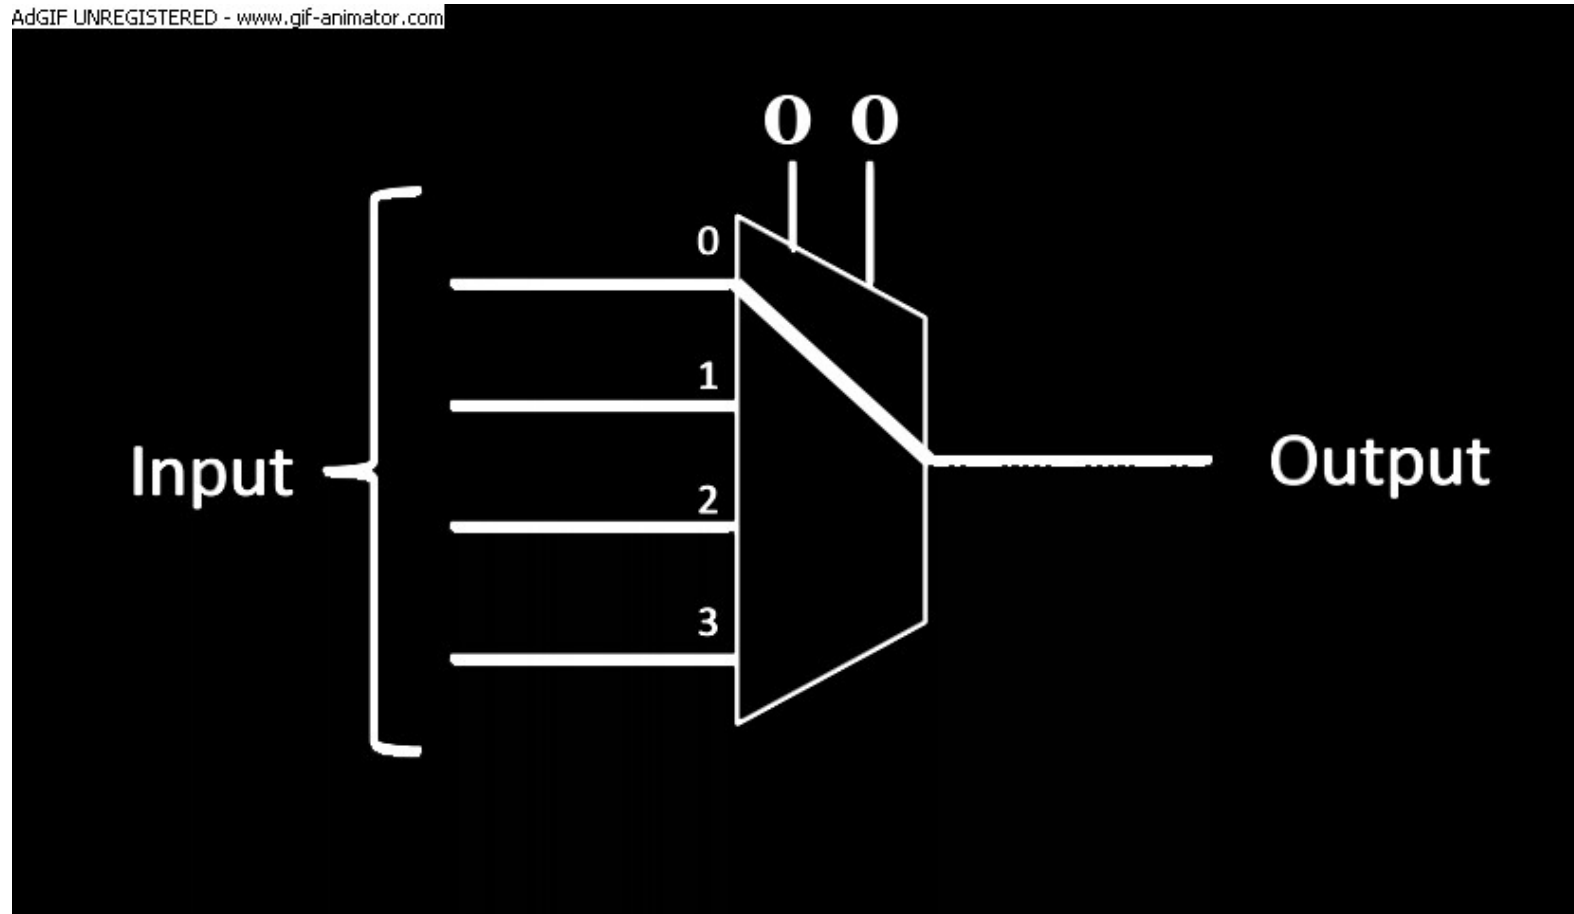 AdGIF UNREGISTERED - www.gif-animator.com
0 0
0
1
Input
Output
2
3